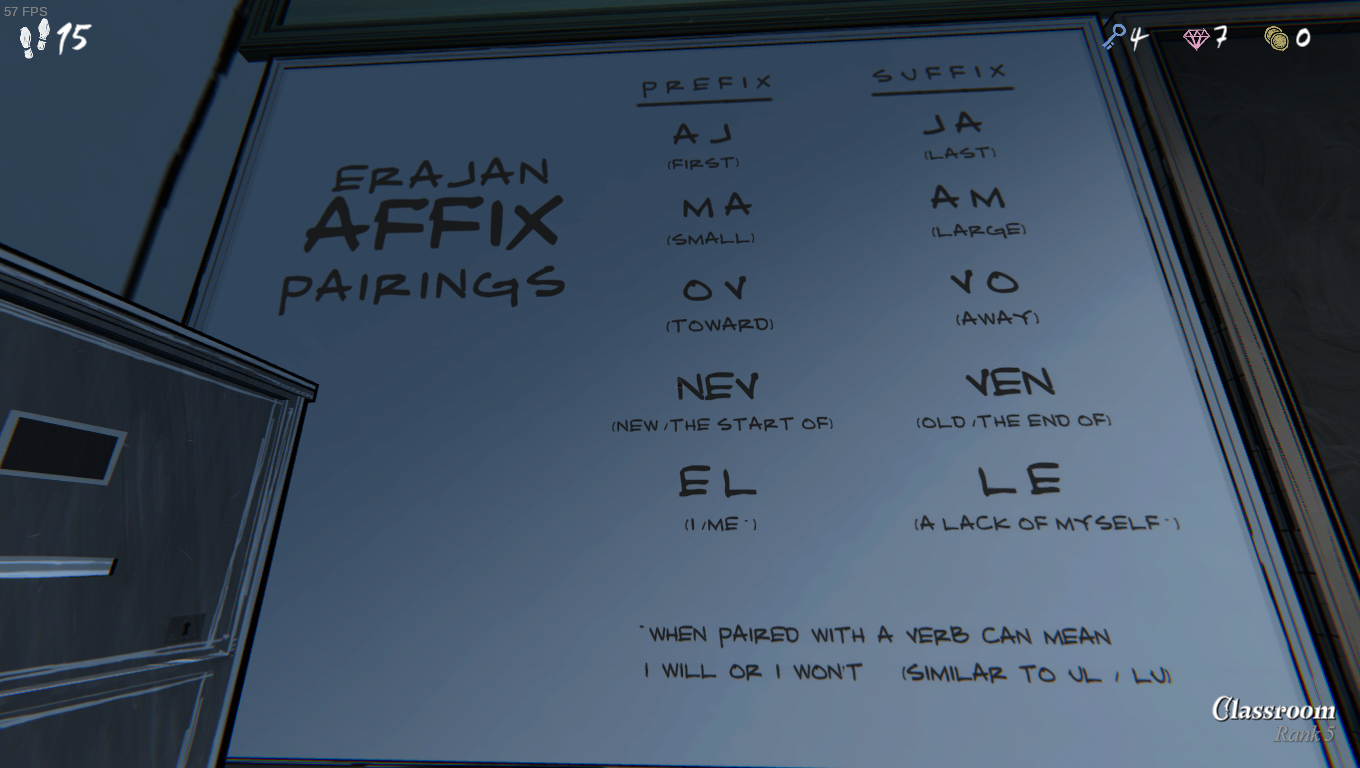 57 FPS
15
4
7
0
ERAJAN
AFFIX
PAIRINGS
PREFIX SUFFIX
AJ JA
(FIRST) (LAST)
MA AM
(SMALL) (LARGE)
OV VO
(TOWARD) (AWAY)
NEV VEN
(NEW/THE START OF) (OLD/THE END OF)
EL LE
(I/ME*) (A LACK OF MYSELF*)
*WHEN PAIRED WITH A VERB CAN MEAN
I WILL OR I WON'T (SIMILAR TO UL / LU)
Classroom
Rank 5